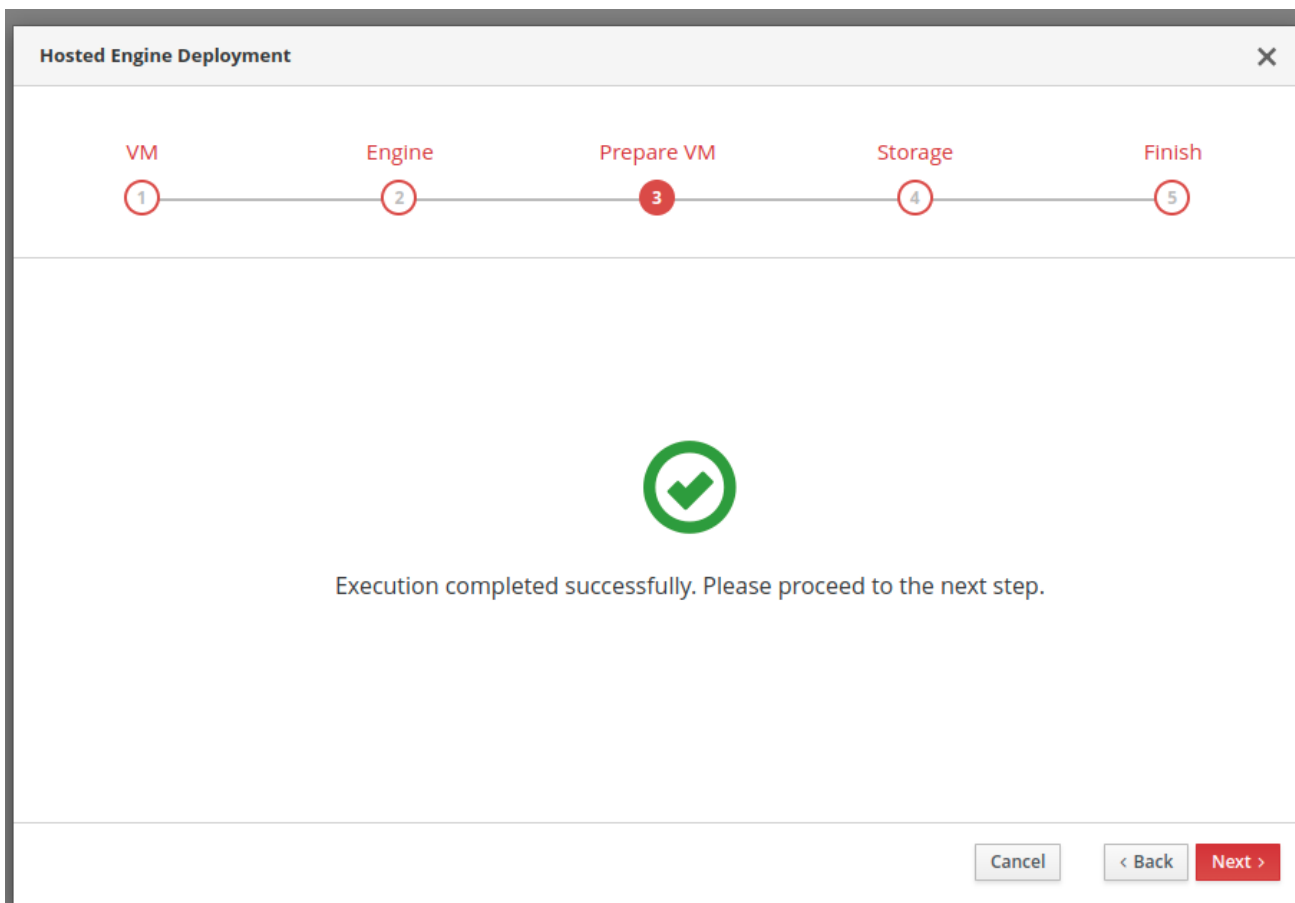 Hosted Engine Deployment
VM Engine Prepare VM Storage Finish
1 2 3 4 5
Execution completed successfully. Please proceed to the next step.
Cancel < Back Next >